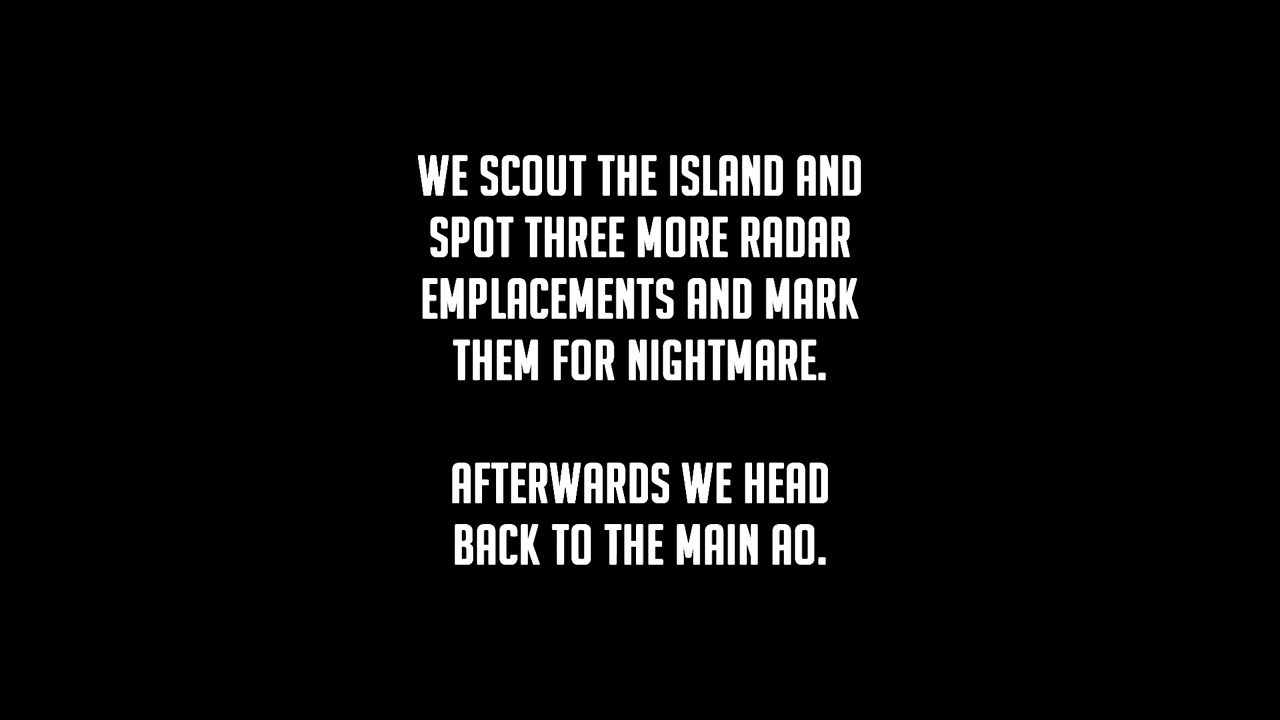 WE SCOUT THE ISLAND AND
SPOT THREE MORE RADAR
EMPLACEMENTS AND MARK
THEM FOR NIGHTMARE.
AFTERWARDS WE HEAD
BACK TO THE MAIN AO.